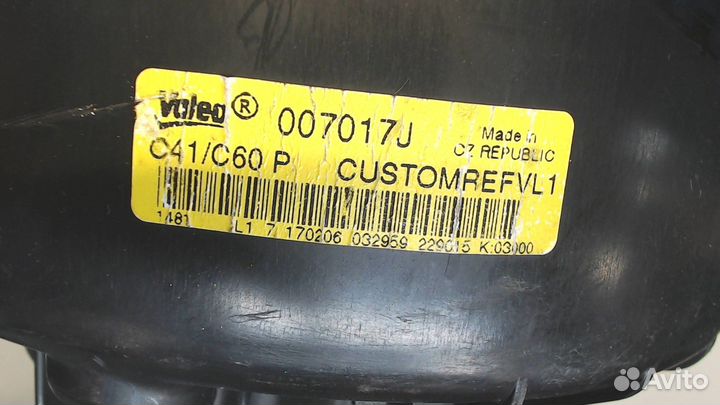 Valeo ® 007017J Made in
CZ REPUBLIC
C41/C60 P CUSTOMREFVL1
1481 L1 7 170206 032959 229015 K:03000
Avito